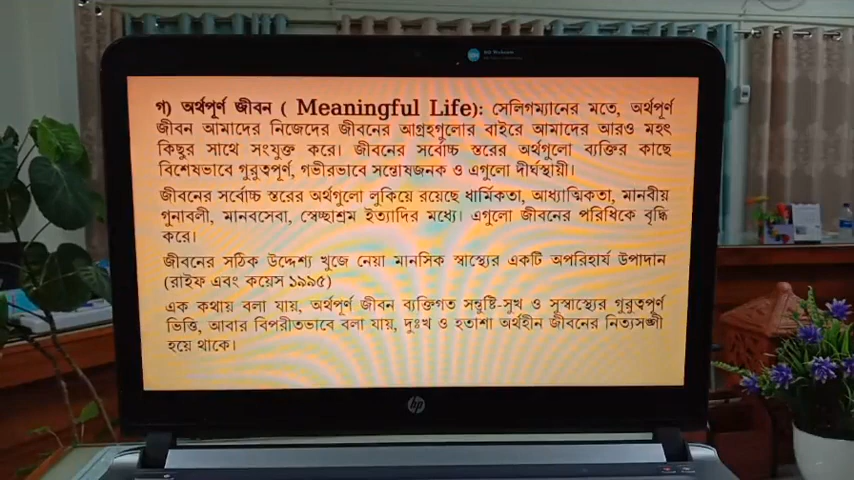 গ) অর্থপূর্ণ জীবন ( Meaningful Life): সেলিগম্যানের মতে, অর্থপূর্ণ
জীবন আমাদের নিজেদের জীবনের আগ্রহগুলোর বাইরে আমাদের আরও মহৎ
কিছুর সাথে সংযুক্ত করে। জীবনের সর্বোচ্চ স্তরের অর্থগুলো ব্যক্তির কাছে
বিশেষভাবে গুরুত্বপূর্ণ, গভীরভাবে সন্তোষজনক ও এগুলো দীর্ঘস্থায়ী।
জীবনের সর্বোচ্চ স্তরের অর্থগুলো লুকিয়ে রয়েছে ধার্মিকতা, আধ্যাত্মিকতা, মানবীয়
গুনাবলী, মানবসেবা, স্বেচ্ছাশ্রম ইত্যাদির মধ্যে। এগুলো জীবনের পরিধিকে বৃদ্ধি
করে।
জীবনের সঠিক উদ্দেশ্য খুজে নেয়া মানসিক স্বাস্থ্যের একটি অপরিহার্য উপাদান
(রাইফ এবং কয়েস ১৯৯৫)
এক কথায় বলা যায়, অর্থপূর্ণ জীবন ব্যক্তিগত সন্তুষ্টি-সুখ ও সুস্বাস্থ্যের গুরুত্বপূর্ণ
ভিত্তি, আবার বিপরীতভাবে বলা যায়, দুঃখ ও হতাশা অর্থহীন জীবনের নিত্যসঙ্গী
হয়ে থাকে।
hp